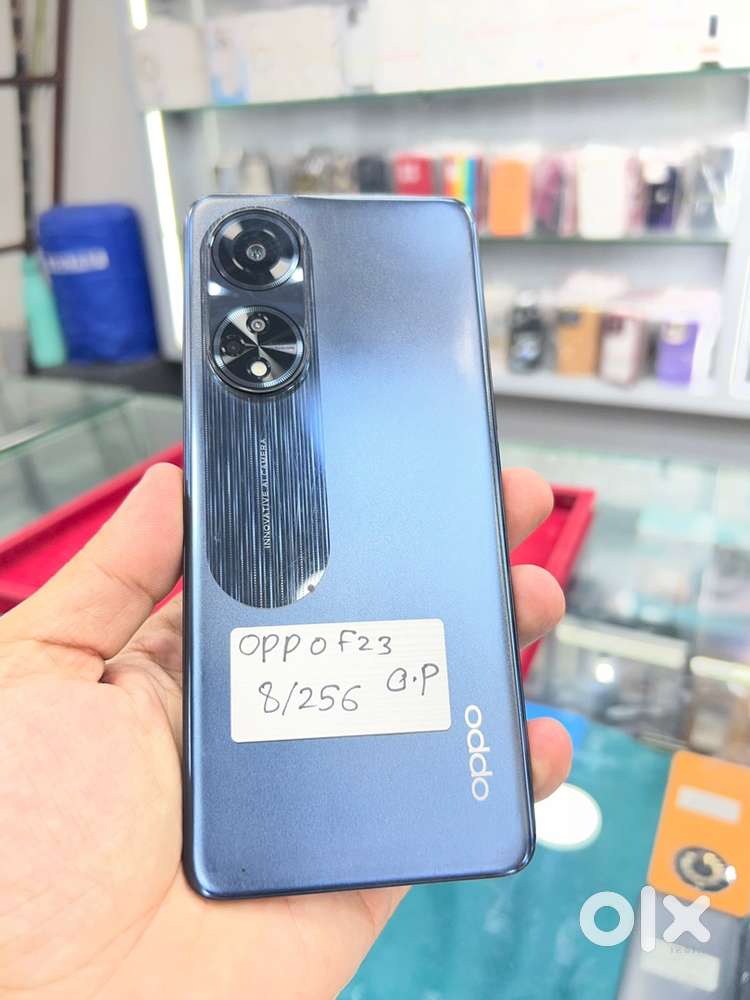 INNOVATIVE AI CAMERA
OPPO F23
8/256 O.P
oppo
olx